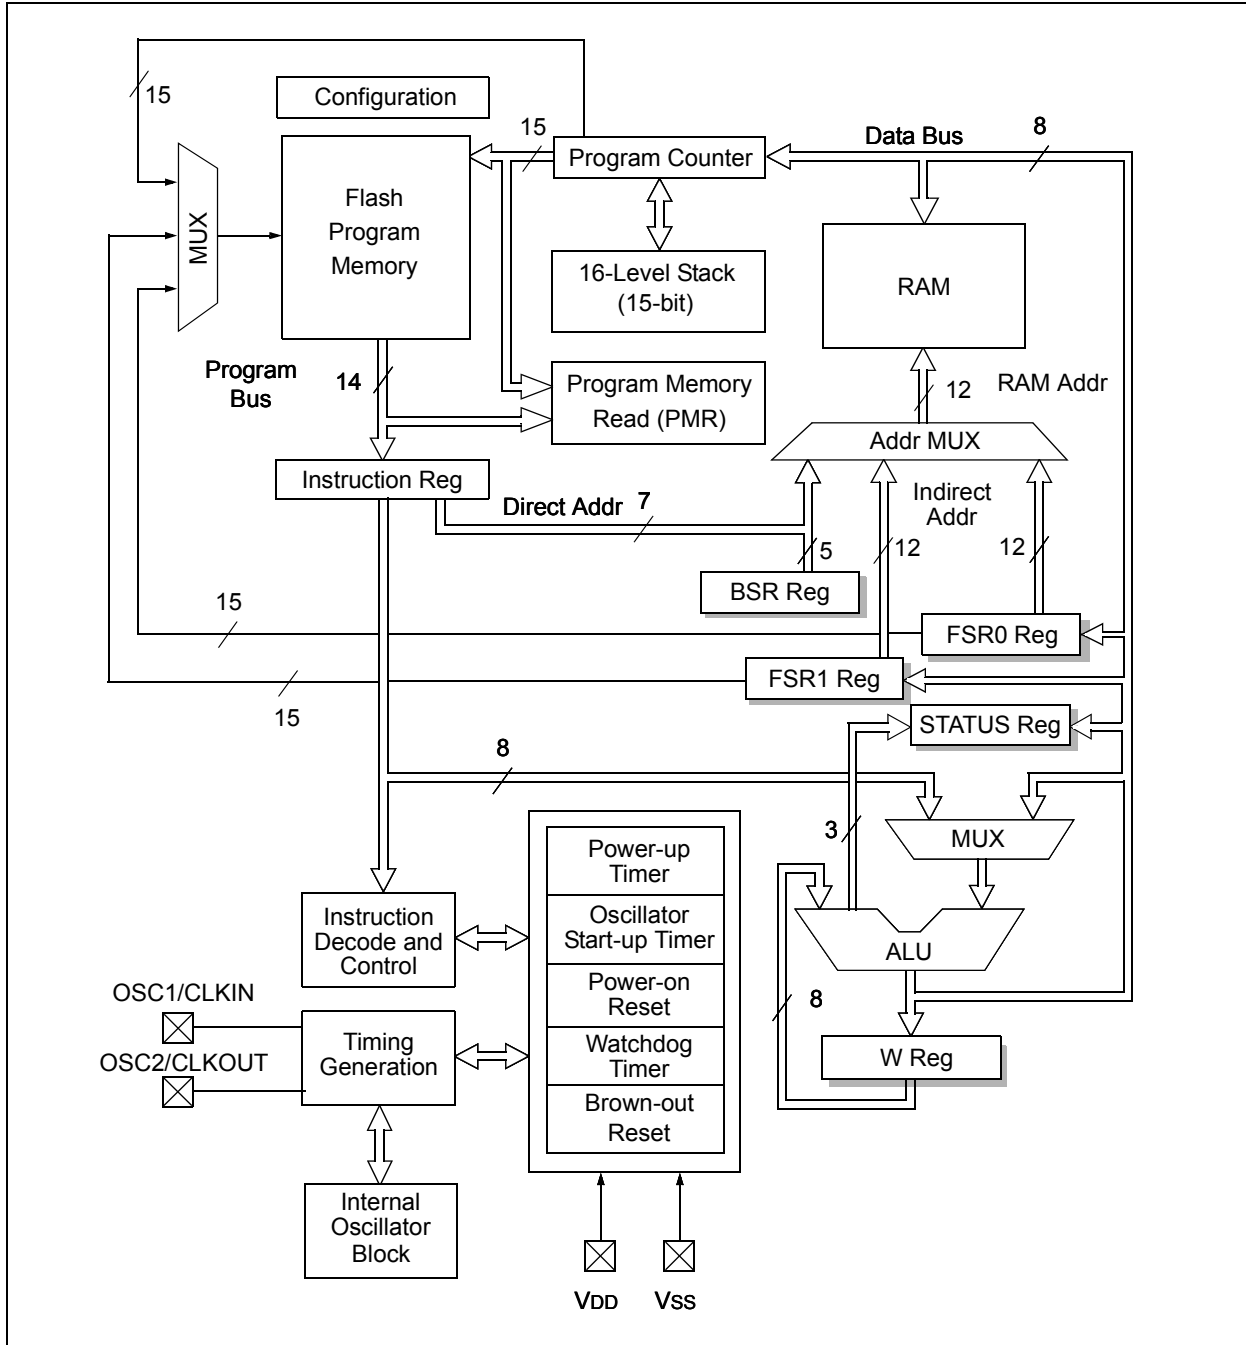 15
Configuration
15
Program Counter
Data Bus
8
MUX
Flash
Program
Memory
16-Level Stack
(15-bit)
RAM
Program
Bus
14
Program Memory
Read (PMR)
12
RAM Addr
Addr MUX
Instruction Reg
Direct Addr
7
Indirect
Addr
5
12
12
BSR Reg
15
FSR0 Reg
FSR1 Reg
15
STATUS Reg
8
3
MUX
Power-up
Timer
Instruction
Decode and
Control
Oscillator
Start-up Timer
ALU
OSC1/CLKIN
Power-on
Reset
8
Timing
Generation
OSC2/CLKOUT
Watchdog
Timer
W Reg
Brown-out
Reset
Internal
Oscillator
Block
VDD
VSS